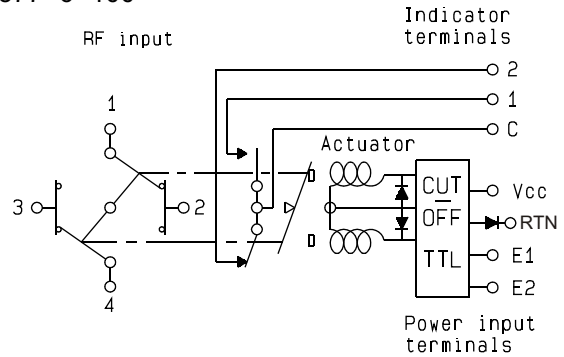 RF input
Indicator
terminals
2
1
C
1
Actuator
3
2
4
CUT
OFF
TTL
Vcc
RTN
E1
E2
Power input
terminals